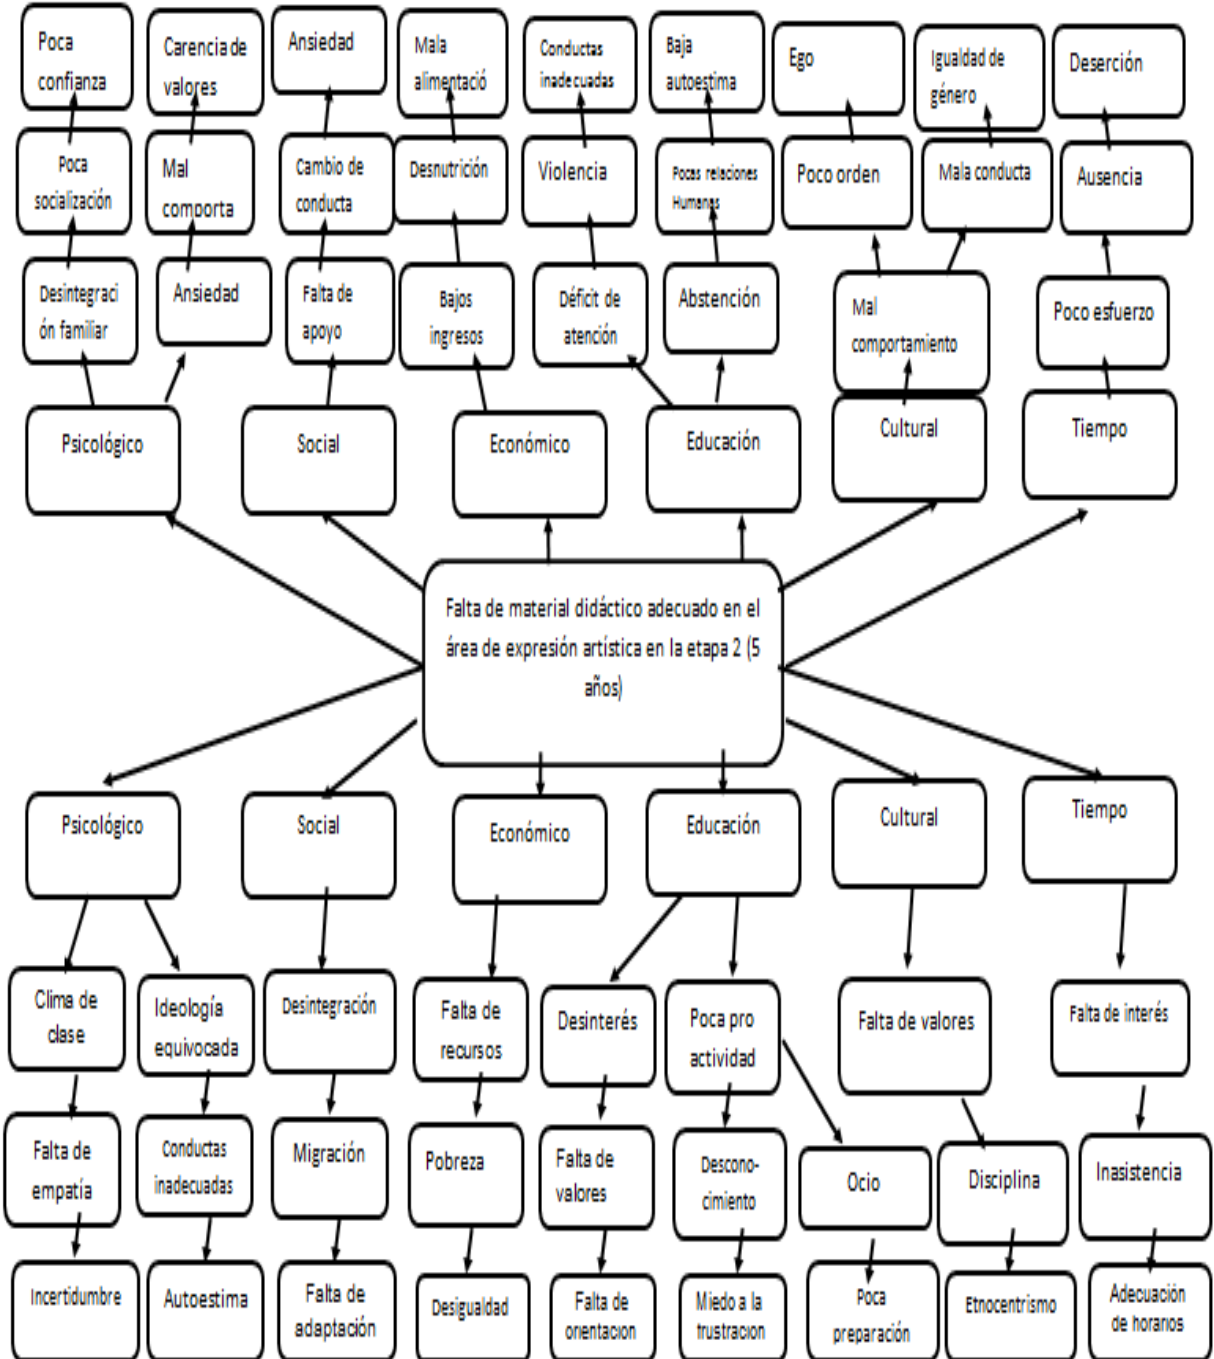 Poca
confianza
Carencia de
valores
Ansiedad
Mala
alimentació
Conductas
inadecuadas
Baja
autoestima
Ego
Igualdad de
género
Deserción
Poca
socialización
Mal
comporta
Cambio de
conducta
Desnutrición
Violencia
Pocas relaciones
Humanas
Poco orden
Mala conducta
Ausencia
Desintegraci
ón familiar
Ansiedad
Falta de
apoyo
Bajos
ingresos
Déficit de
atención
Abstención
Mal
comportamiento
Poco esfuerzo
Psicológico
Social
Económico
Educación
Cultural
Tiempo
Falta de material didáctico adecuado en el
área de expresión artística en la etapa 2 (5
años)
Psicológico
Social
Económico
Educación
Cultural
Tiempo
Clima de
clase
Ideología
equivocada
Desintegración
Falta de
recursos
Desinterés
Poca pro
actividad
Falta de valores
Falta de interés
Falta de
empatía
Conductas
inadecuadas
Migración
Pobreza
Falta de
valores
Descono-
cimiento
Ocio
Disciplina
Inasistencia
Incertidumbre
Autoestima
Falta de
adaptación
Desigualdad
Falta de
orientacion
Miedo a la
frustracion
Poca
preparación
Etnocentrismo
Adecuación
de horarios